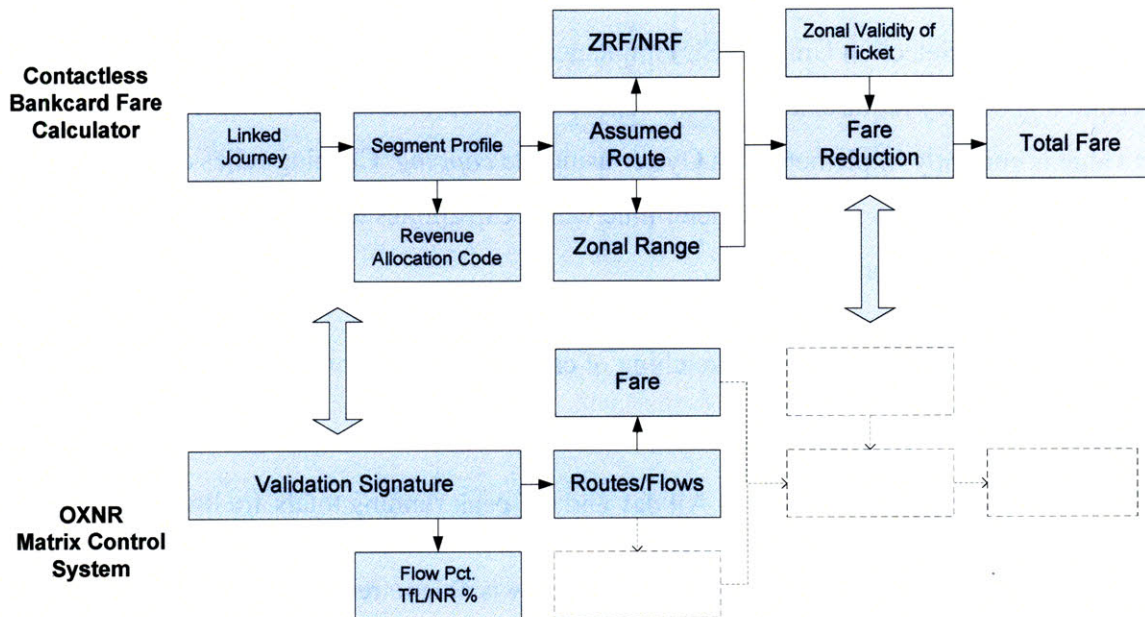 Contactless
Bankcard Fare
Calculator
Linked
Journey
Segment Profile
Revenue
Allocation Code
ZRF/NRF
Assumed
Route
Zonal Range
Zonal Validity of
Ticket
Fare
Reduction
Total Fare
OXNR
Matrix Control
System
Validation Signature
Flow Pct.
TfL/NR %
Fare
Routes/Flows